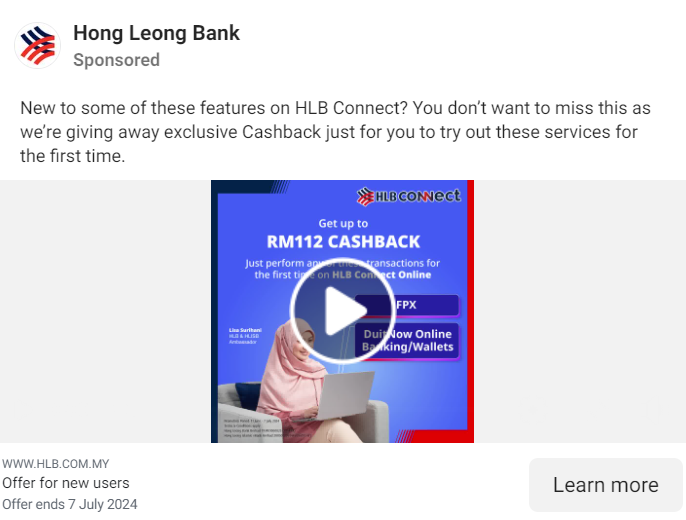 Hong Leong Bank
Sponsored
New to some of these features on HLB Connect? You don't want to miss this as
we're giving away exclusive Cashback just for you to try out these services for
the first time.
HLB CONNECT
Get up to
RM112 CASHBACK
Just perform any of these transactions for
the first time on HLB Connect Online
FPX
DuitNow Online
Banking/Wallets
HLB & HLISB
Ambassador
WWW.HLB.COM.MY
Offer for new users
Offer ends 7 July 2024
Learn more